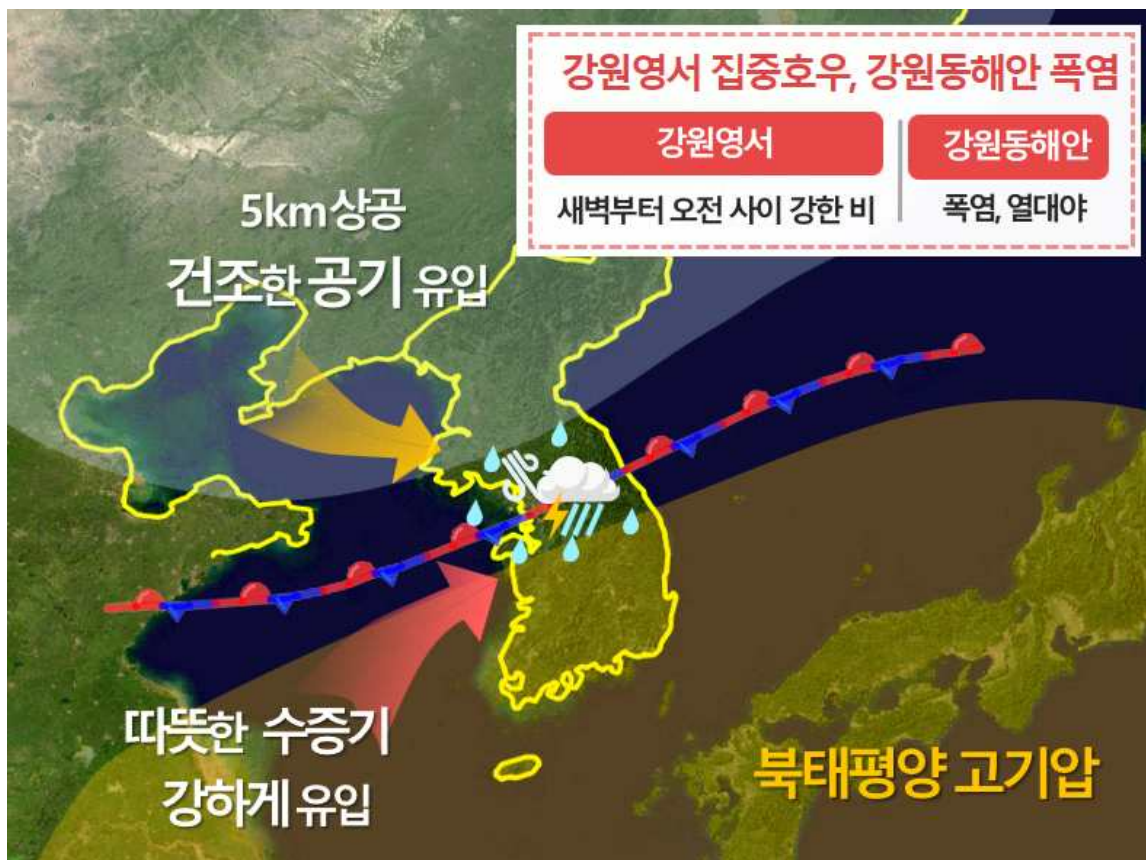 강원영서 집중호우, 강원동해안 폭염
강원영서
강원동해안
새벽부터 오전 사이 강한 비
폭염, 열대야
5km상공
건조한 공기 유입
따뜻한 수증기
강하게 유입
북태평양 고기압